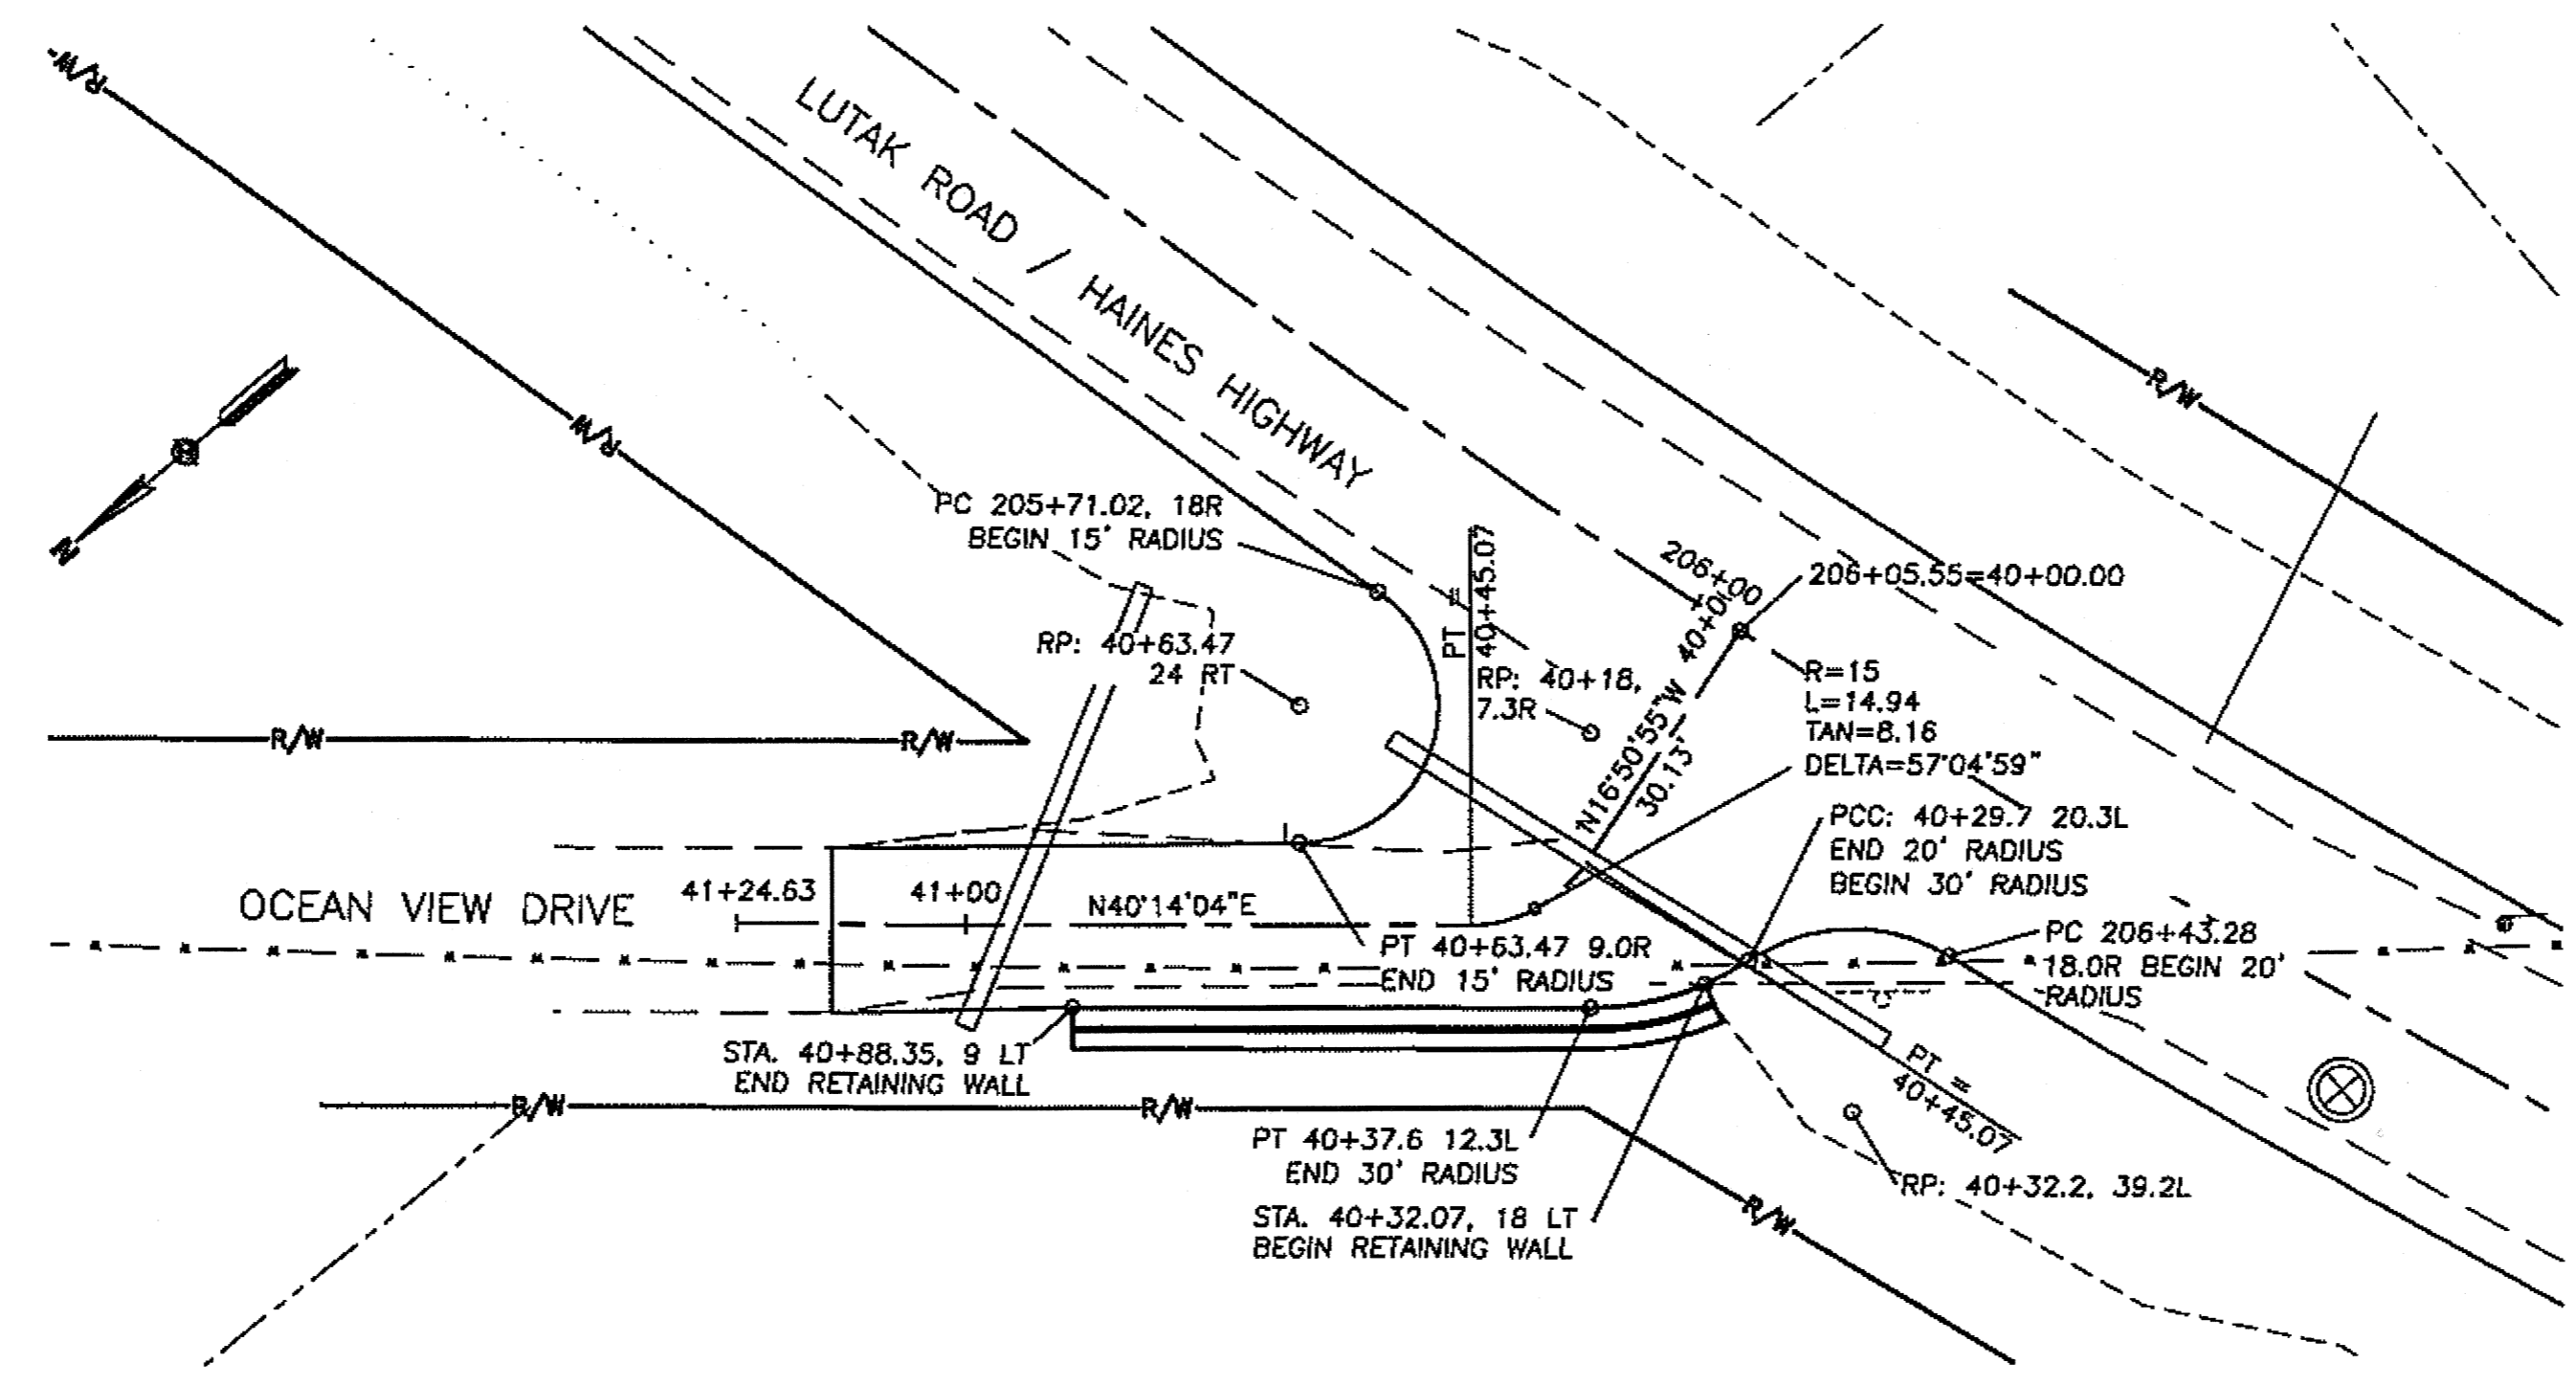 R/W
LUTAK ROAD / HAINES HIGHWAY
R/W
R/W
N
PC 205+71.02, 18R
BEGIN 15' RADIUS
PT =
40+45.07
206+00
206+05.55=40+00.00
40+00
RP: 40+63.47
24 RT
RP: 40+18,
7.3R
N16°50'55"W
30.13'
R=15
L=14.94
TAN=8.16
DELTA=57°04'59"
R/W
R/W
PCC: 40+29.7 20.3L
END 20' RADIUS
BEGIN 30' RADIUS
OCEAN VIEW DRIVE
41+24.63
41+00
N40°14'04"E
PT 40+63.47 9.0R
END 15' RADIUS
PC 206+43.28
18.0R BEGIN 20'
RADIUS
STA. 40+88.35, 9 LT
END RETAINING WALL
PT =
40+45.07
R/W
R/W
PT 40+37.6 12.3L
END 30' RADIUS
RP: 40+32.2, 39.2L
STA. 40+32.07, 18 LT
BEGIN RETAINING WALL
R/W